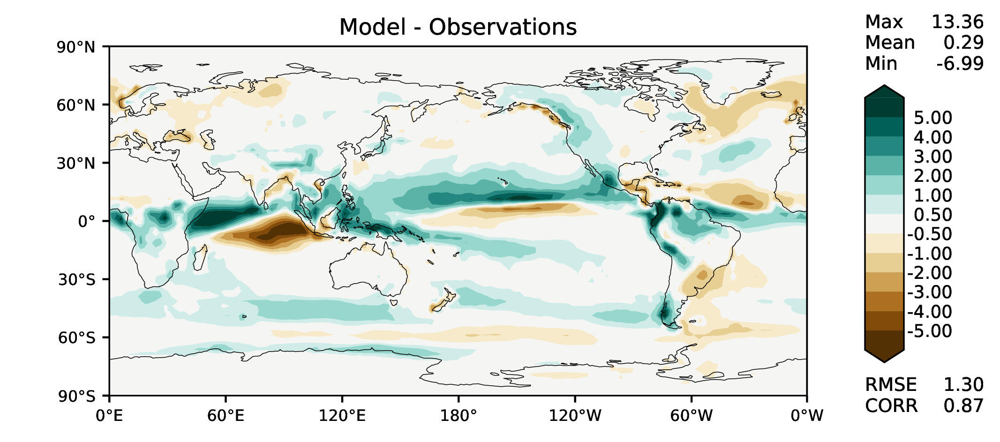 Model - Observations
Max 13.36
Mean 0.29
Min -6.99
90°N
60°N
30°N
0°
30°S
60°S
90°S
0°E 60°E 120°E 180° 120°W 60°W 0°W
5.00
4.00
3.00
2.00
1.00
0.50
-0.50
-1.00
-2.00
-3.00
-4.00
-5.00
RMSE 1.30
CORR 0.87